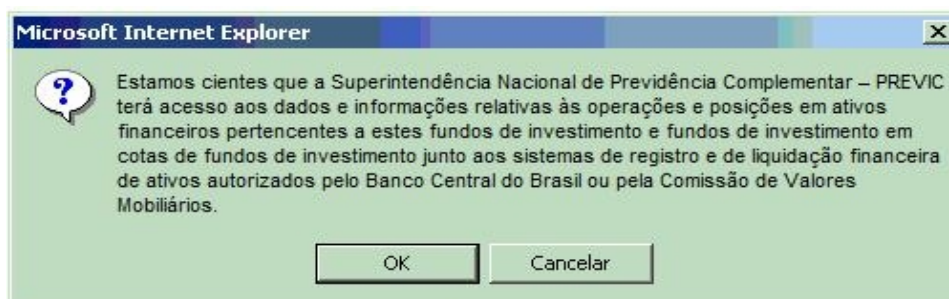 Microsoft Internet Explorer
Estamos cientes que a Superintendência Nacional de Previdência Complementar – PREVIC
terá acesso aos dados e informações relativas às operações e posições em ativos
financeiros pertencentes a estes fundos de investimento e fundos de investimento em
cotas de fundos de investimento junto aos sistemas de registro e de liquidação financeira
de ativos autorizados pelo Banco Central do Brasil ou pela Comissão de Valores
Mobiliários.
OK Cancelar